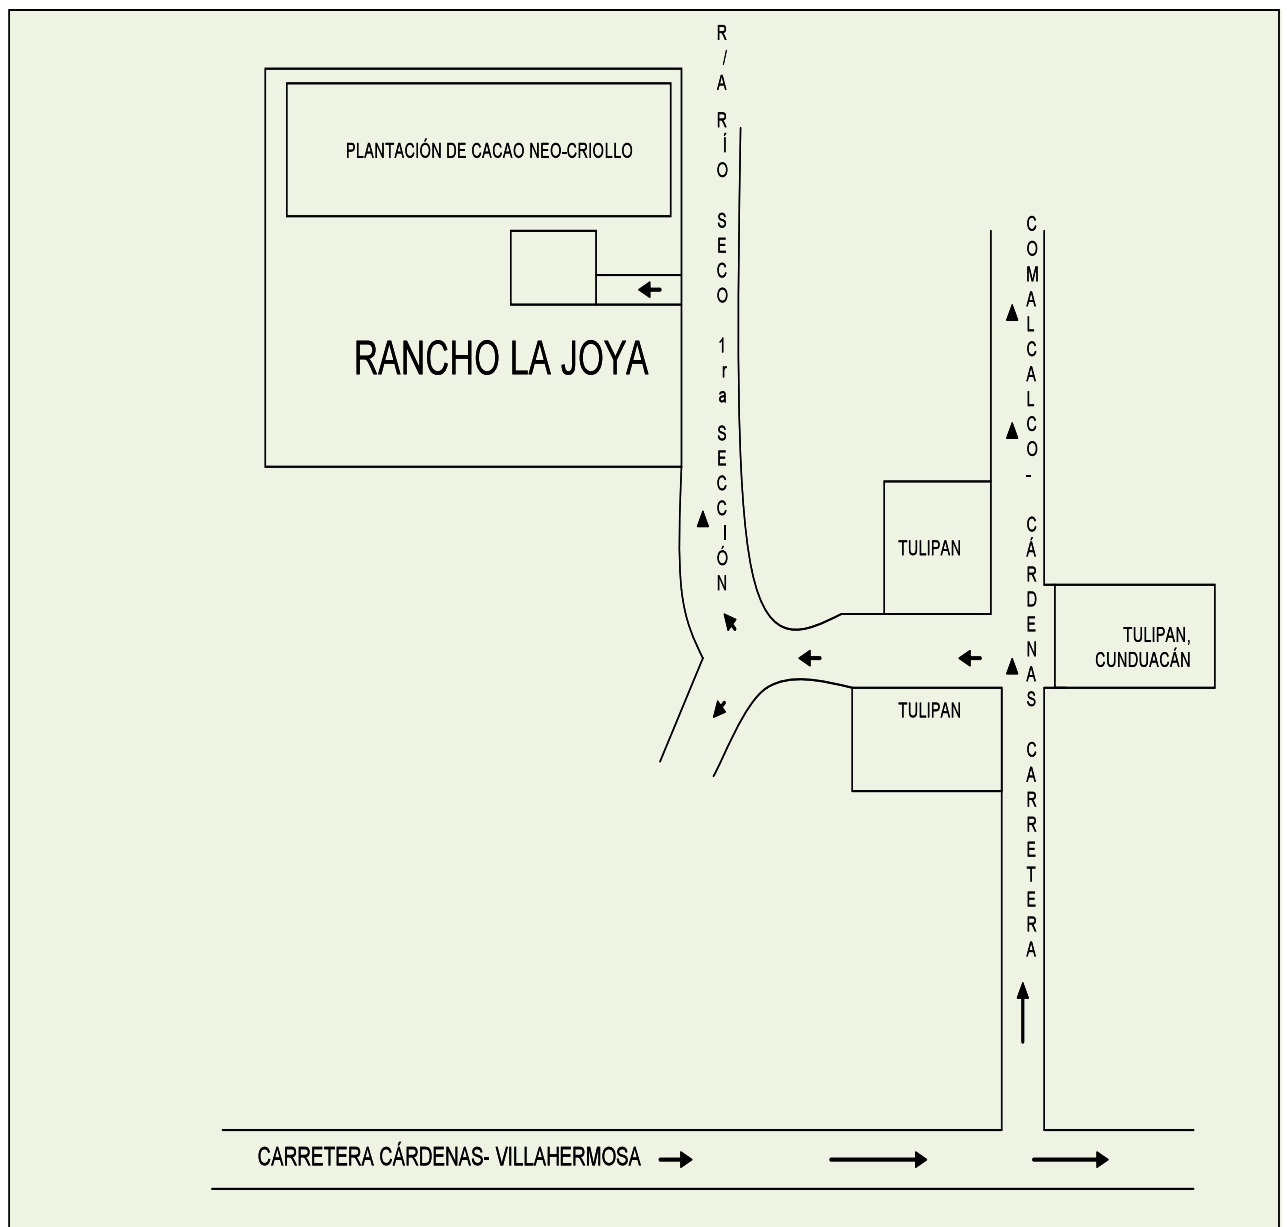 R/A RÍO SECO 1ra SECCIÓN
PLANTACIÓN DE CACAO NEO-CRIOLLO
RANCHO LA JOYA
COMALCALCO- CÁRDENAS CARRETERA
TULIPAN
TULIPAN,
CUNDUACÁN
TULIPAN
CARRETERA CÁRDENAS- VILLAHERMOSA